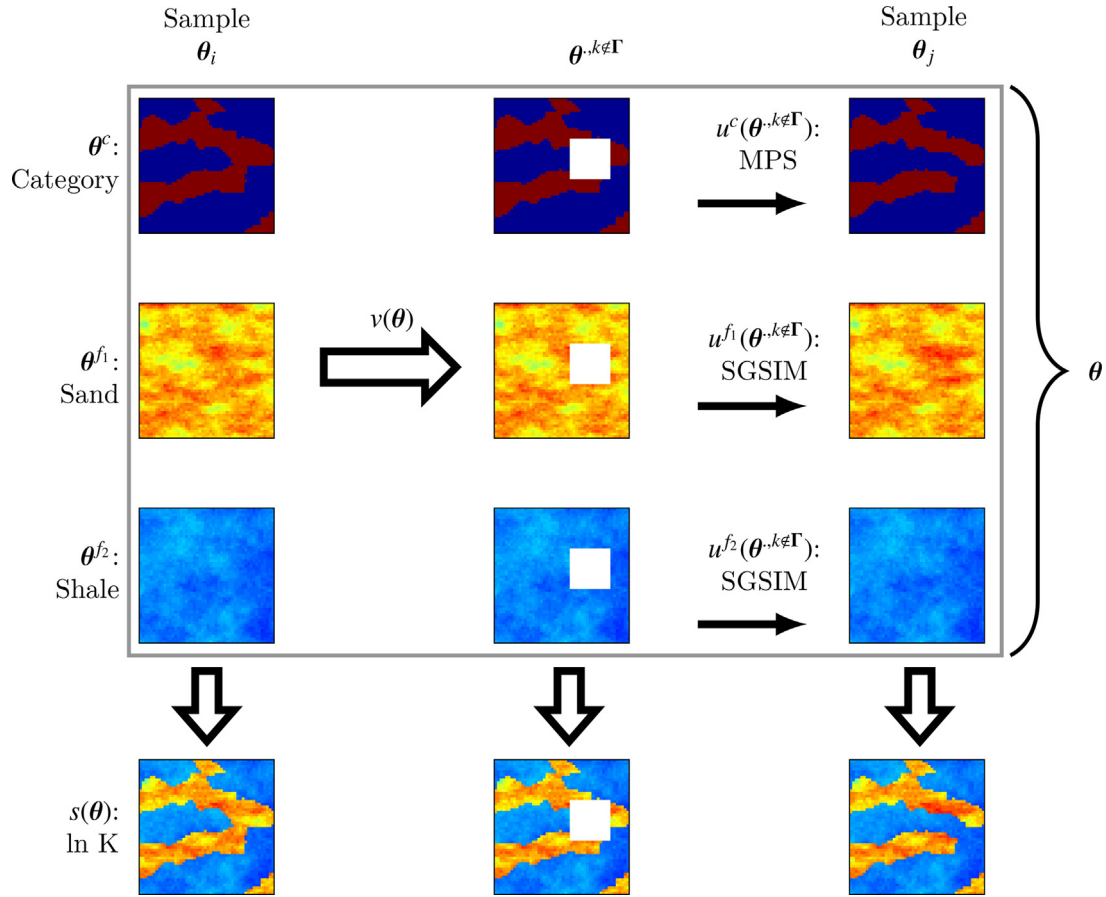 Sample
θi
θ.,k∉Γ
Sample
θj
θc:
Category
uc(θ.,k∉Γ):
MPS
v(θ)
θf1:
Sand
uf1(θ.,k∉Γ):
SGSIM
θ
θf2:
Shale
uf2(θ.,k∉Γ):
SGSIM
s(θ):
ln K